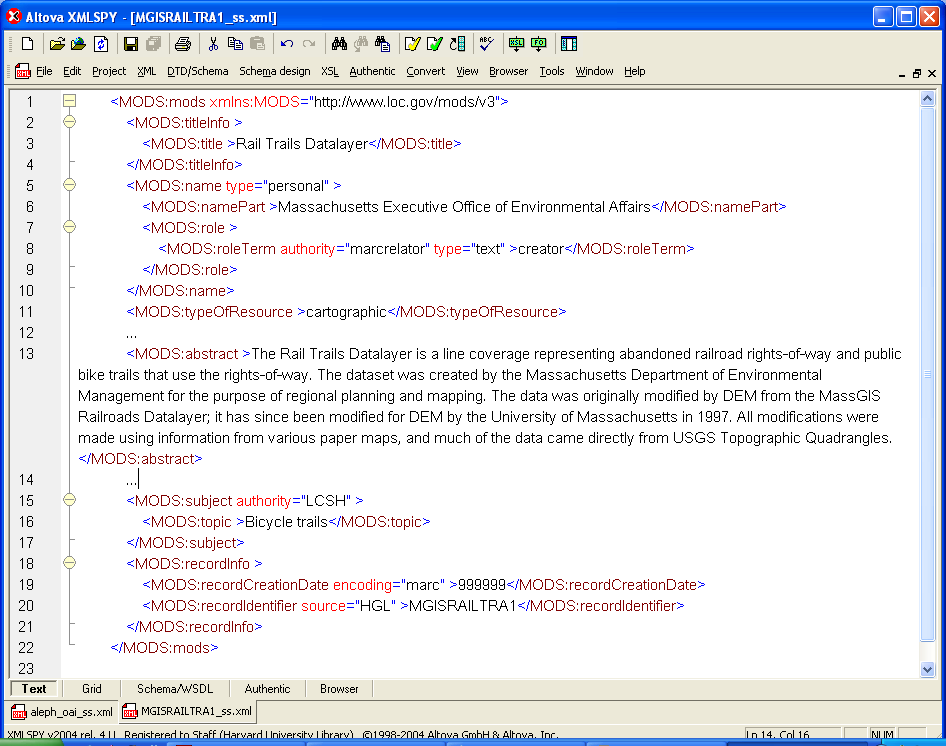 Altova XMLSPY - [MGISRAILTRA1_ss.xml]
File Edit Project XML DTD/Schema Schema design XSL Authentic Convert View Browser Tools Window Help
1 <MODS:mods xmlns:MODS="http://www.loc.gov/mods/v3">
2 <MODS:titleInfo >
3 <MODS:title >Rail Trails Datalayer</MODS:title>
4 </MODS:titleInfo>
5 <MODS:name type="personal" >
6 <MODS:namePart >Massachusetts Executive Office of Environmental Affairs</MODS:namePart>
7 <MODS:role >
8 <MODS:roleTerm authority="marcrelator" type="text" >creator</MODS:roleTerm>
9 </MODS:role>
10 </MODS:name>
11 <MODS:typeOfResource >cartographic</MODS:typeOfResource>
12 ...
13 <MODS:abstract >The Rail Trails Datalayer is a line coverage representing abandoned railroad rights-of-way and public
bike trails that use the rights-of-way. The dataset was created by the Massachusetts Department of Environmental
Management for the purpose of regional planning and mapping. The data was originally modified by DEM from the MassGIS
Railroads Datalayer; it has since been modified for DEM by the University of Massachusetts in 1997. All modifications were
made using information from various paper maps, and much of the data came directly from USGS Topographic Quadrangles.
</MODS:abstract>
14 ...
15 <MODS:subject authority="LCSH" >
16 <MODS:topic >Bicycle trails</MODS:topic>
17 </MODS:subject>
18 <MODS:recordInfo >
19 <MODS:recordCreationDate encoding="marc" >999999</MODS:recordCreationDate>
20 <MODS:recordIdentifier source="HGL" >MGISRAILTRA1</MODS:recordIdentifier>
21 </MODS:recordInfo>
22 </MODS:mods>
23
Text Grid Schema/WSDL Authentic Browser
aleph_oai_ss.xml MGISRAILTRA1_ss.xml
XMLSPY v2004 rel. 4 U Registered to Staff (Harvard University Library) ©1998-2004 Altova GmbH & Altova, Inc. Ln 14, Col 16 NUM